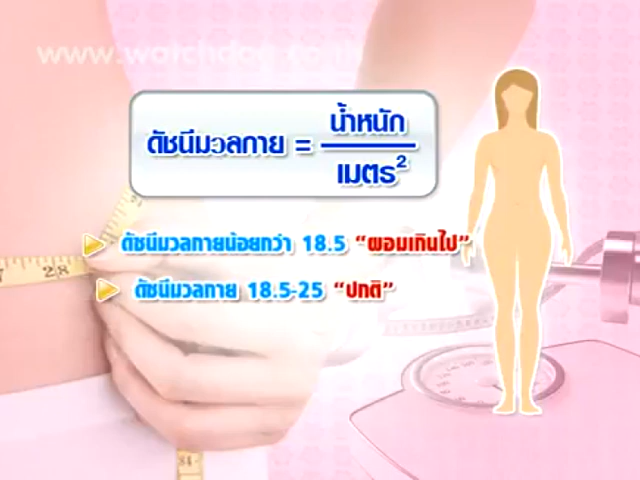 ดัชนีมวลกาย = น้ำหนัก
เมตร²
ดัชนีมวลกายน้อยกว่า 18.5 “ผอมเกินไป”
ดัชนีมวลกาย 18.5-25 “ปกติ”
28